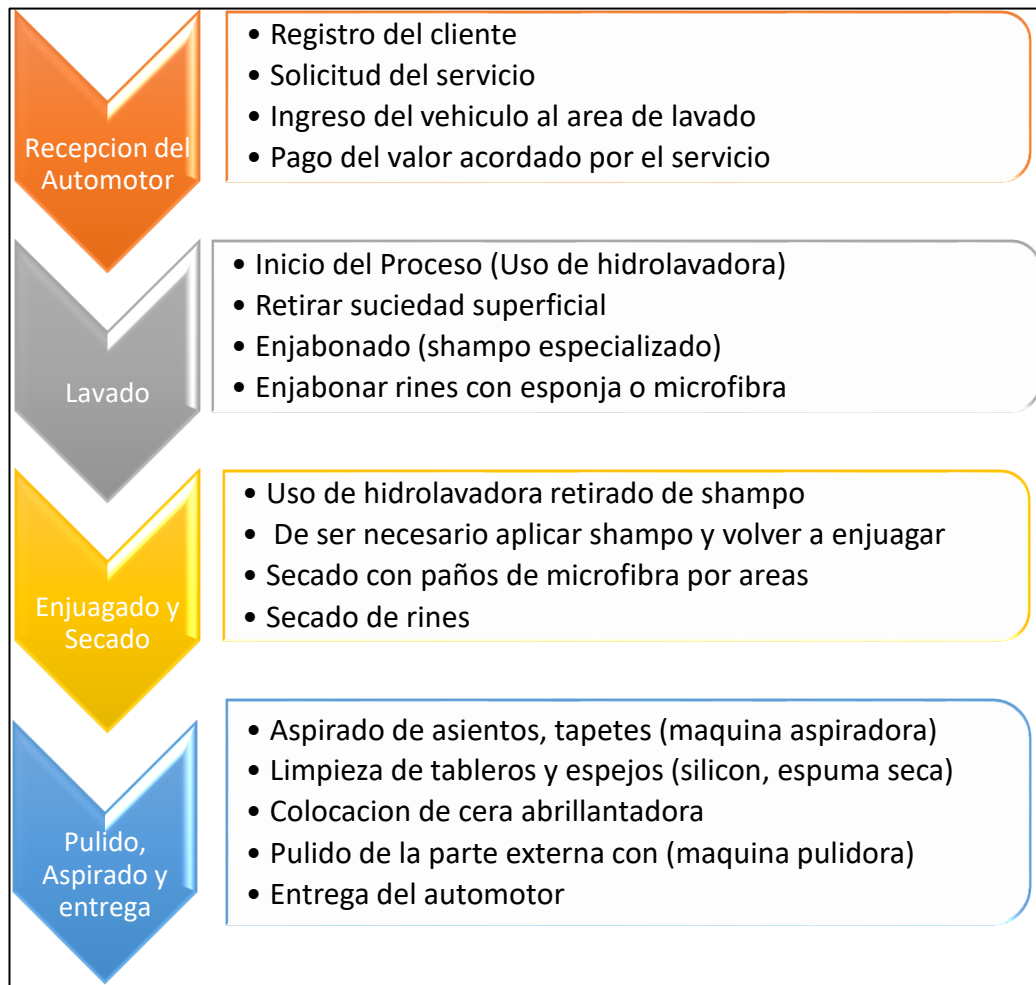 Recepcion del
Automotor
• Registro del cliente
• Solicitud del servicio
• Ingreso del vehiculo al area de lavado
• Pago del valor acordado por el servicio
Lavado
• Inicio del Proceso (Uso de hidrolavadora)
• Retirar suciedad superficial
• Enjabonado (shampo especializado)
• Enjabonar rines con esponja o microfibra
Enjuagado y
Secado
• Uso de hidrolavadora retirado de shampo
• De ser necesario aplicar shampo y volver a enjuagar
• Secado con paños de microfibra por areas
• Secado de rines
Pulido,
Aspirado y
entrega
• Aspirado de asientos, tapetes (maquina aspiradora)
• Limpieza de tableros y espejos (silicon, espuma seca)
• Colocacion de cera abrillantadora
• Pulido de la parte externa con (maquina pulidora)
• Entrega del automotor